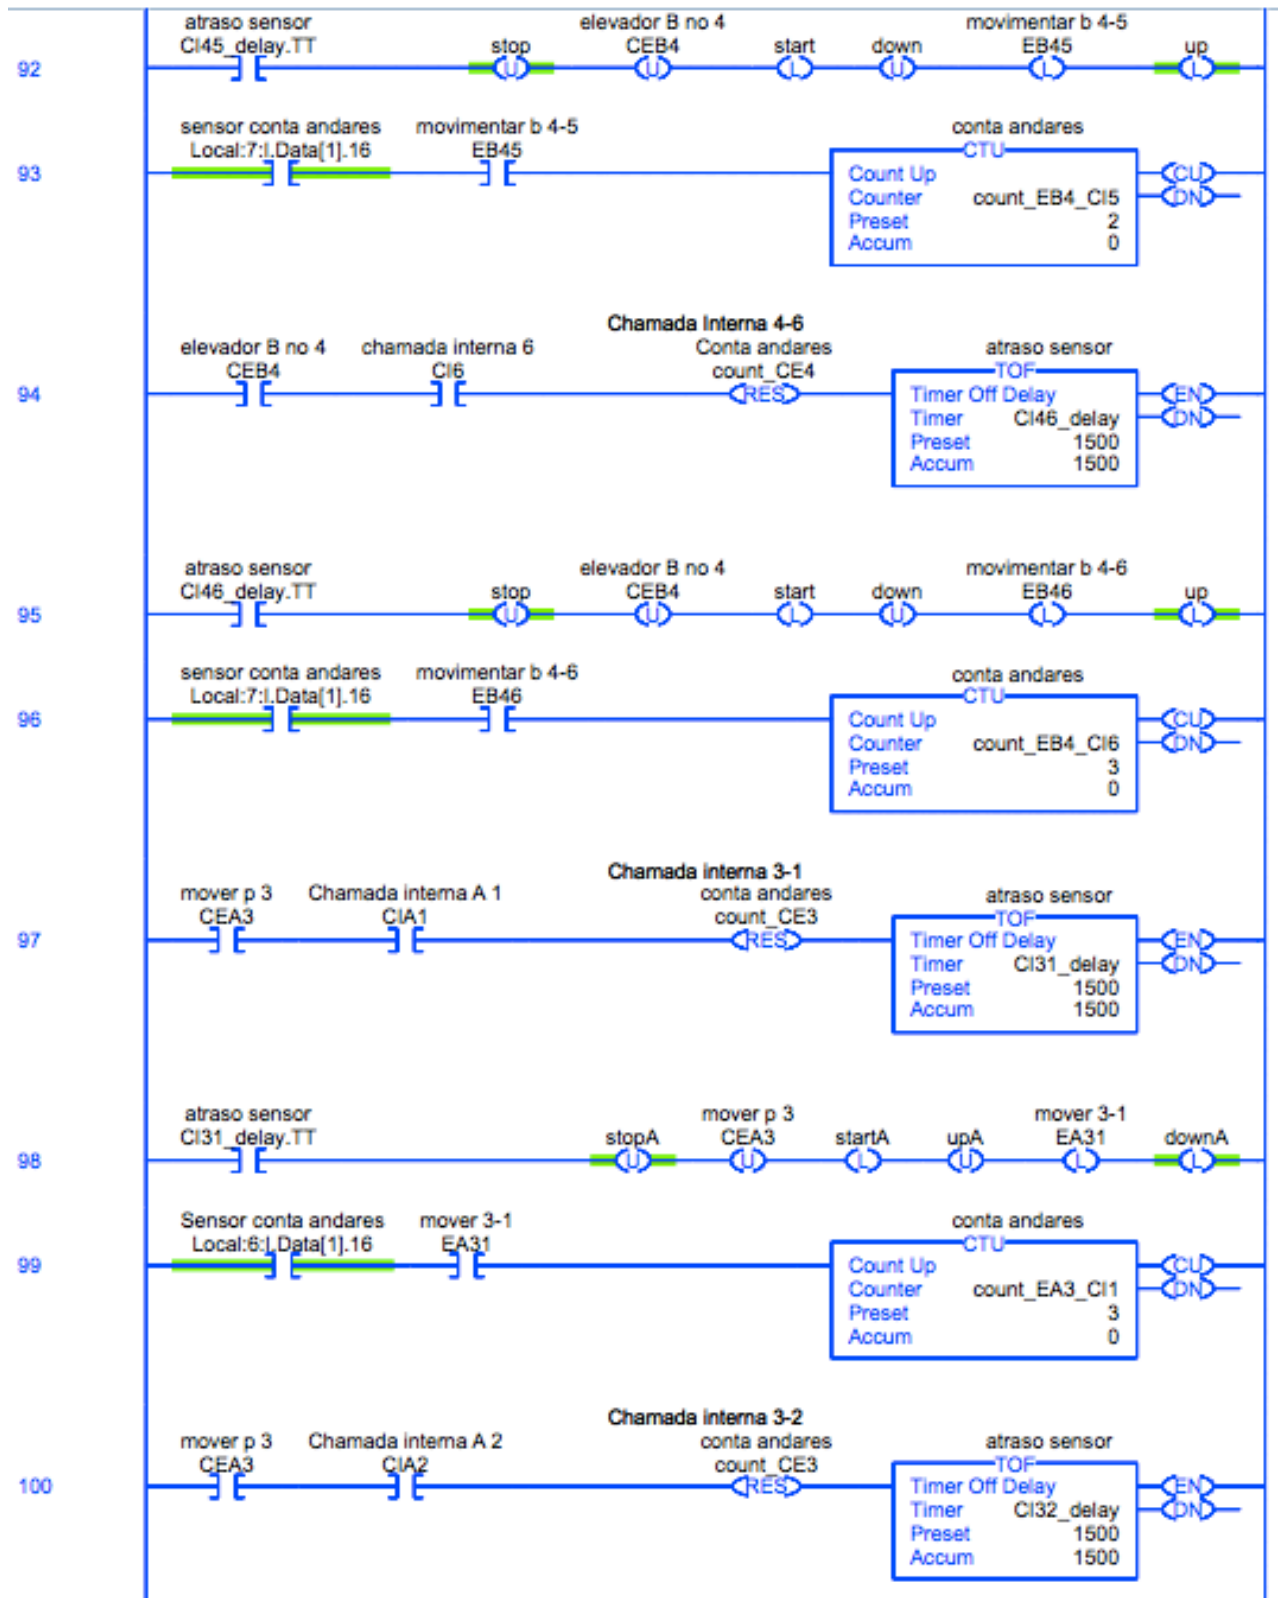 atraso sensor elevador B no 4 movimentar b 4-5
CI45_delay.TT stop CEB4 start down EB45 up
92 U U L U L L
sensor conta andares movimentar b 4-5 conta andares
Local:7:I.Data[1].16 EB45 CTU
93 Count Up CU
Counter count_EB4_CI5 DN
Preset 2
Accum 0
Chamada Interna 4-6
elevador B no 4 chamada interna 6 Conta andares atraso sensor
CEB4 CI6 count_CE4 TOF
94 RES Timer Off Delay EN
Timer CI46_delay DN
Preset 1500
Accum 1500
atraso sensor elevador B no 4 movimentar b 4-6
CI46_delay.TT stop CEB4 start down EB46 up
95 U U L U L L
sensor conta andares movimentar b 4-6 conta andares
Local:7:I.Data[1].16 EB46 CTU
96 Count Up CU
Counter count_EB4_CI6 DN
Preset 3
Accum 0
Chamada interna 3-1
mover p 3 Chamada interna A 1 conta andares atraso sensor
CEA3 CIA1 count_CE3 TOF
97 RES Timer Off Delay EN
Timer CI31_delay DN
Preset 1500
Accum 1500
atraso sensor mover p 3 mover 3-1
CI31_delay.TT stopA CEA3 startA upA EA31 downA
98 U U L U L L
Sensor conta andares mover 3-1 conta andares
Local:6:I.Data[1].16 EA31 CTU
99 Count Up CU
Counter count_EA3_CI1 DN
Preset 3
Accum 0
Chamada interna 3-2
mover p 3 Chamada interna A 2 conta andares atraso sensor
CEA3 CIA2 count_CE3 TOF
100 RES Timer Off Delay EN
Timer CI32_delay DN
Preset 1500
Accum 1500